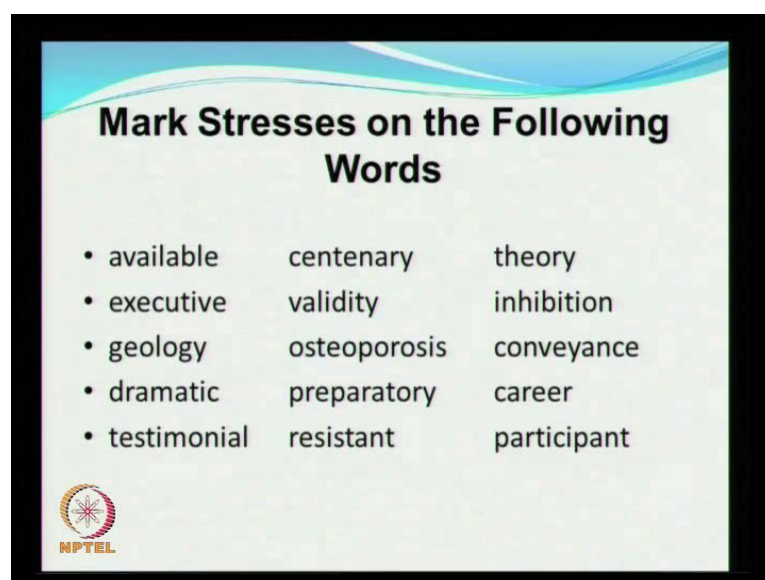 Mark Stresses on the Following
Words
• available centenary theory
• executive validity inhibition
• geology osteoporosis conveyance
• dramatic preparatory career
• testimonial resistant participant
NPTEL